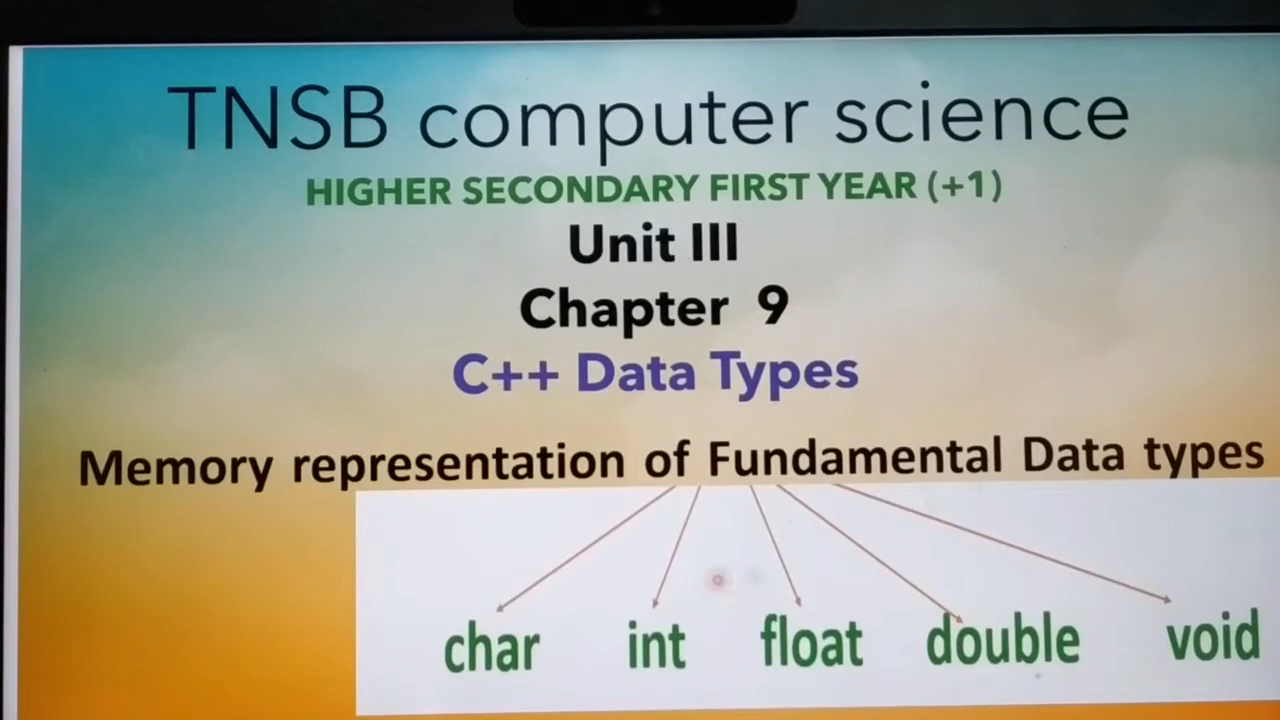 TNSB computer science
HIGHER SECONDARY FIRST YEAR (+1)
Unit III
Chapter 9
C++ Data Types
Memory representation of Fundamental Data types
char int float double void